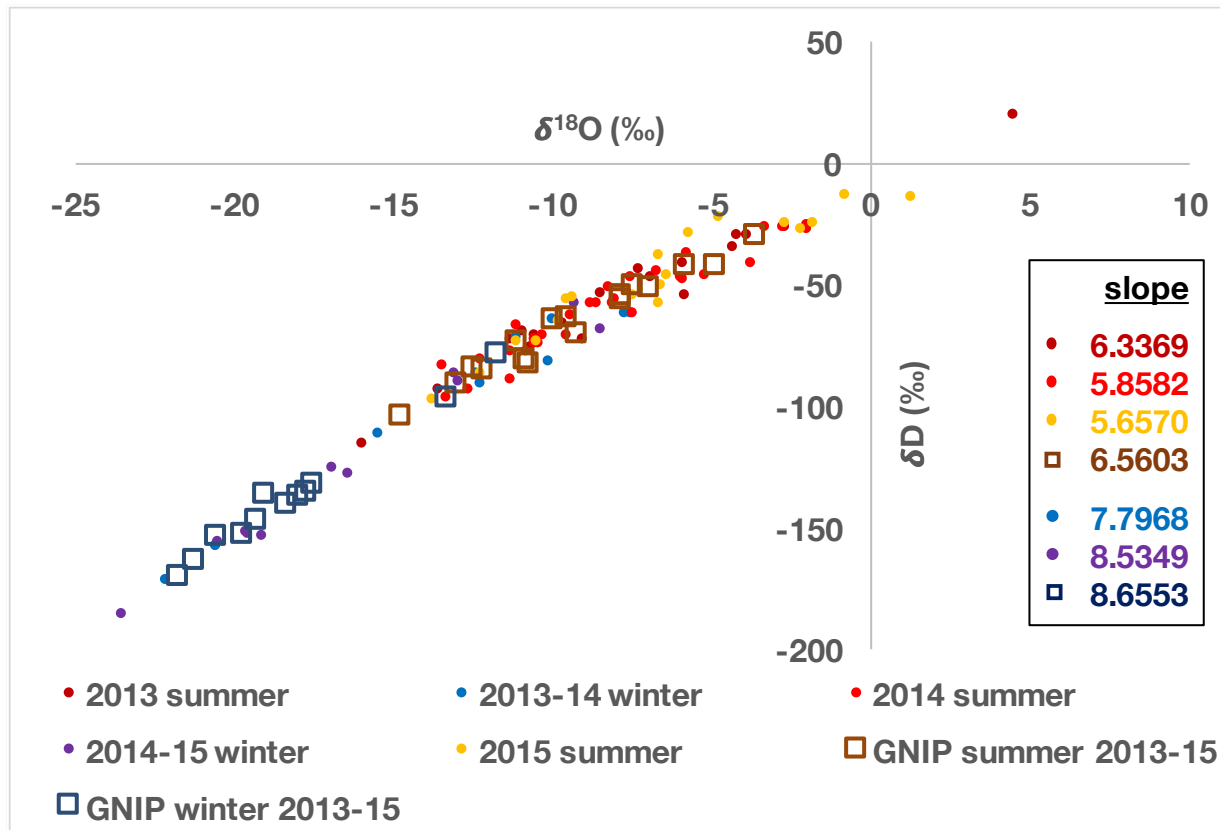 50
δ18O (‰)
0
-25 -20 -15 -10 -5 0 5 10
-50
slope
6.3369
5.8582
-100
δD (‰)
5.6570
6.5603
-150
7.7968
8.5349
8.6553
-200
2013 summer 2013-14 winter 2014 summer
2014-15 winter 2015 summer GNIP summer 2013-15
GNIP winter 2013-15